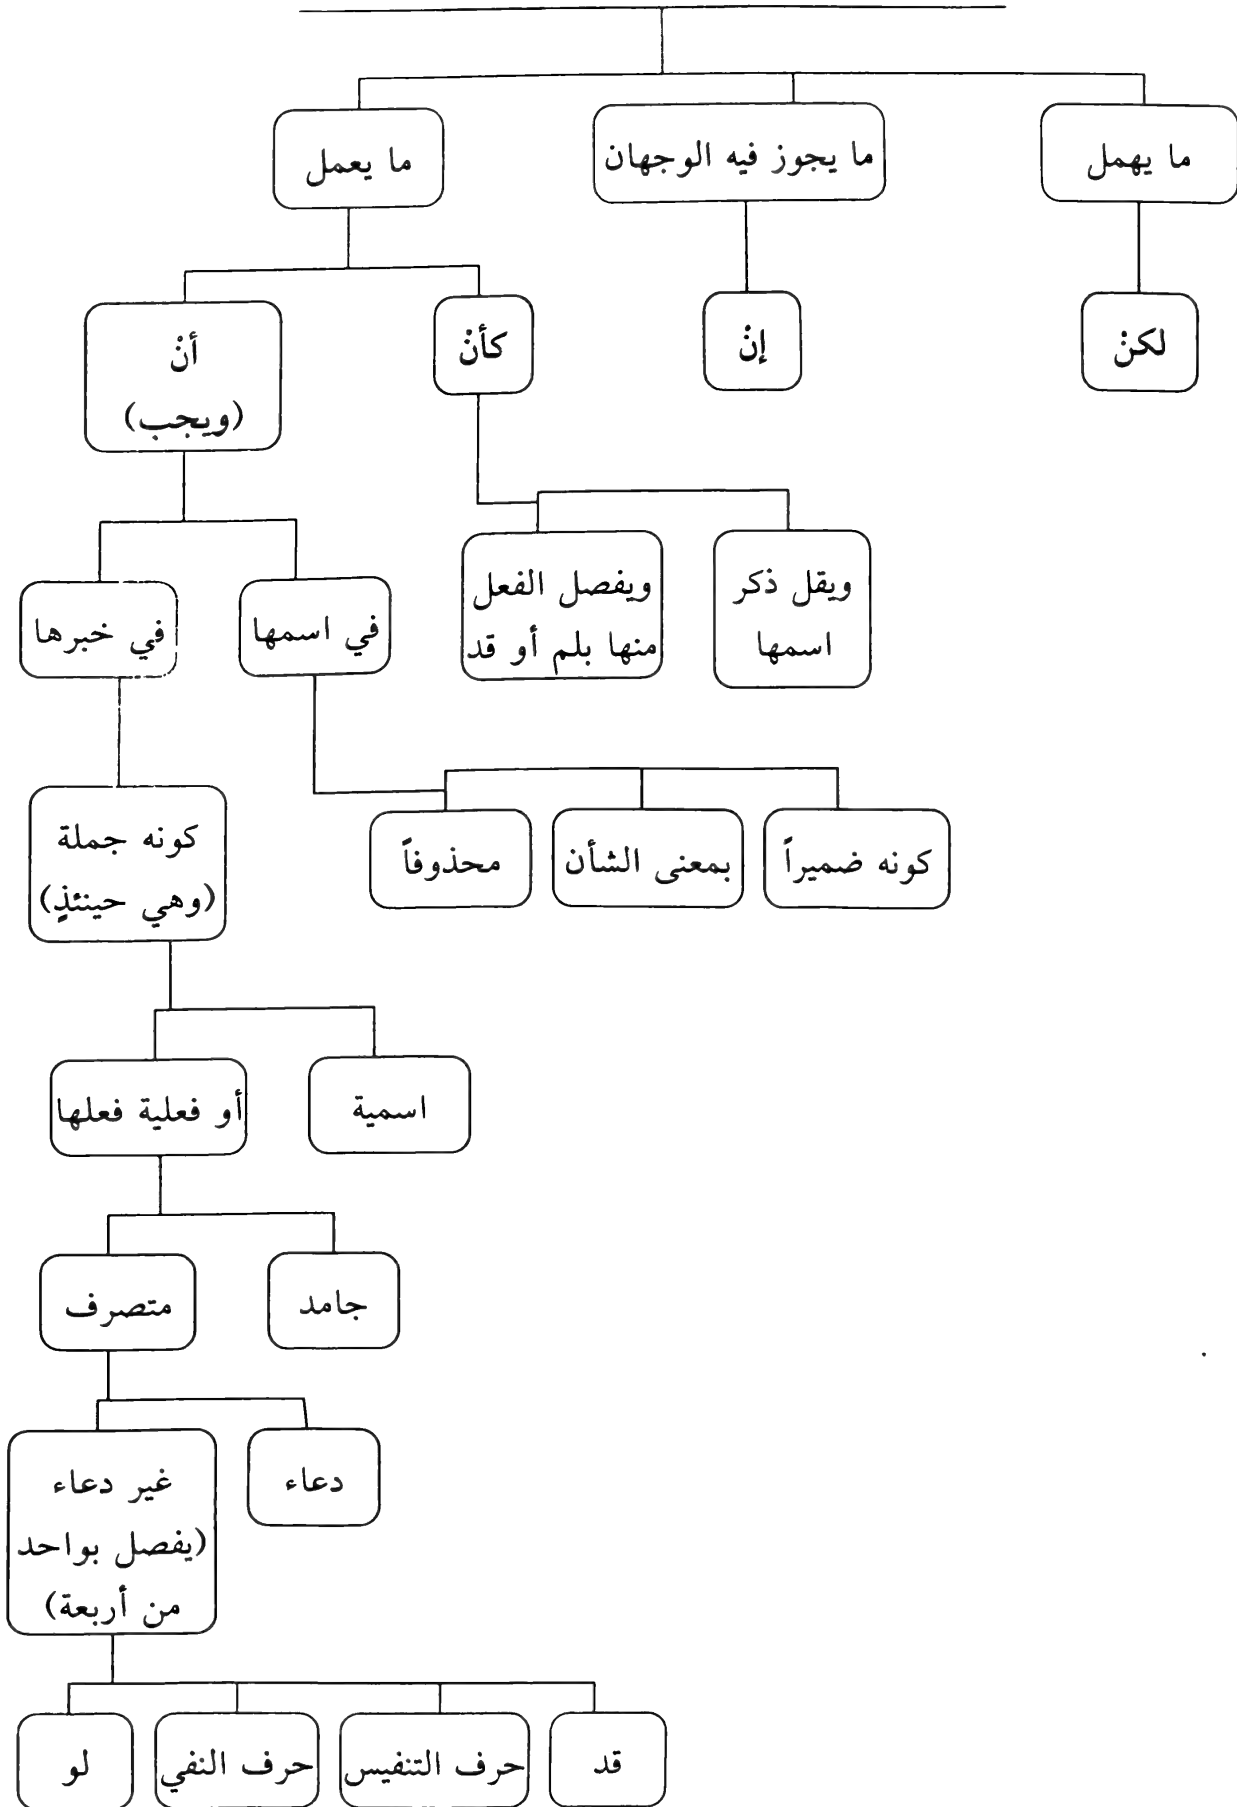 ما يهمل
ما يجوز فيه الوجهان
ما يعمل
لكنْ
إنْ
كأنْ
أنْ
(ويجب)
ويقل ذكر
اسمها
ويفصل الفعل
منها بلم أو قد
في اسمها
في خبرها
كونه ضميراً
بمعنى الشأن
محذوفاً
كونه جملة
(وهي حينئذٍ)
اسمية
أو فعلية فعلها
جامد
متصرف
دعاء
غير دعاء
(يفصل بواحد
من أربعة)
قد
حرف التنفيس
حرف النفي
لو